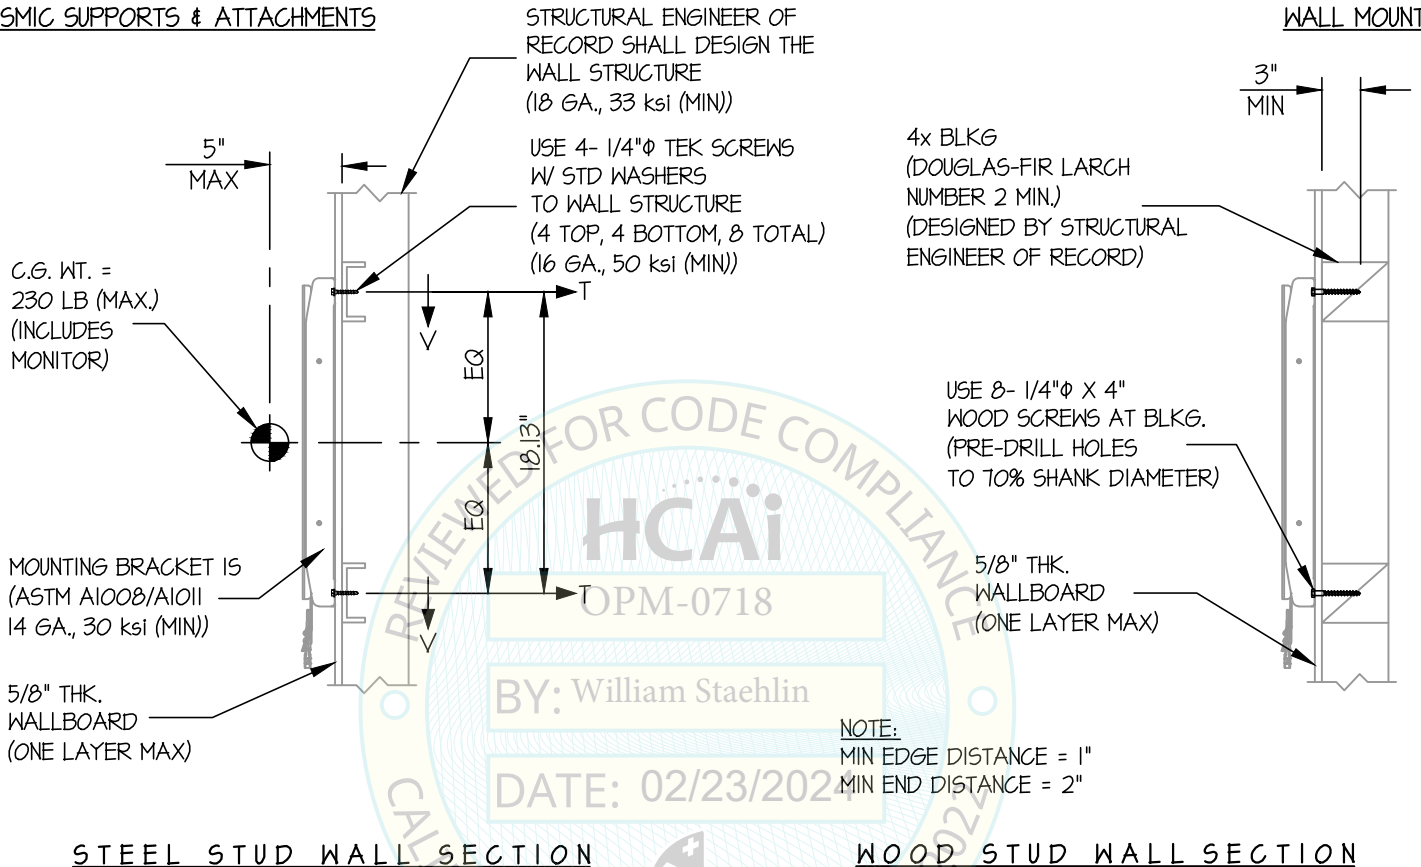 SMIC SUPPORTS & ATTACHMENTS
WALL MOUNT
STRUCTURAL ENGINEER OF
RECORD SHALL DESIGN THE
WALL STRUCTURE
(18 GA., 33 ksi (MIN))
5"
MAX
USE 4- 1/4"Φ TEK SCREWS
W/ STD WASHERS
TO WALL STRUCTURE
(4 TOP, 4 BOTTOM, 8 TOTAL)
(16 GA., 50 ksi (MIN))
C.G. WT. =
230 LB (MAX.)
(INCLUDES
MONITOR)
T
V
EQ
18.13"
EQ
T
V
MOUNTING BRACKET IS
(ASTM A1008/A1011
14 GA., 30 ksi (MIN))
5/8" THK.
WALLBOARD
(ONE LAYER MAX)
3"
MIN
4x BLKG
(DOUGLAS-FIR LARCH
NUMBER 2 MIN.)
(DESIGNED BY STRUCTURAL
ENGINEER OF RECORD)
USE 8- 1/4"Φ X 4"
WOOD SCREWS AT BLKG.
(PRE-DRILL HOLES
TO 70% SHANK DIAMETER)
5/8" THK.
WALLBOARD
(ONE LAYER MAX)
REVIEWED FOR CODE COMPLIANCE
HCAi
OPM-0718
BY: William Staehlin
DATE: 02/23/2024
NOTE:
MIN EDGE DISTANCE = 1"
MIN END DISTANCE = 2"
STEEL STUD WALL SECTION
WOOD STUD WALL SECTION